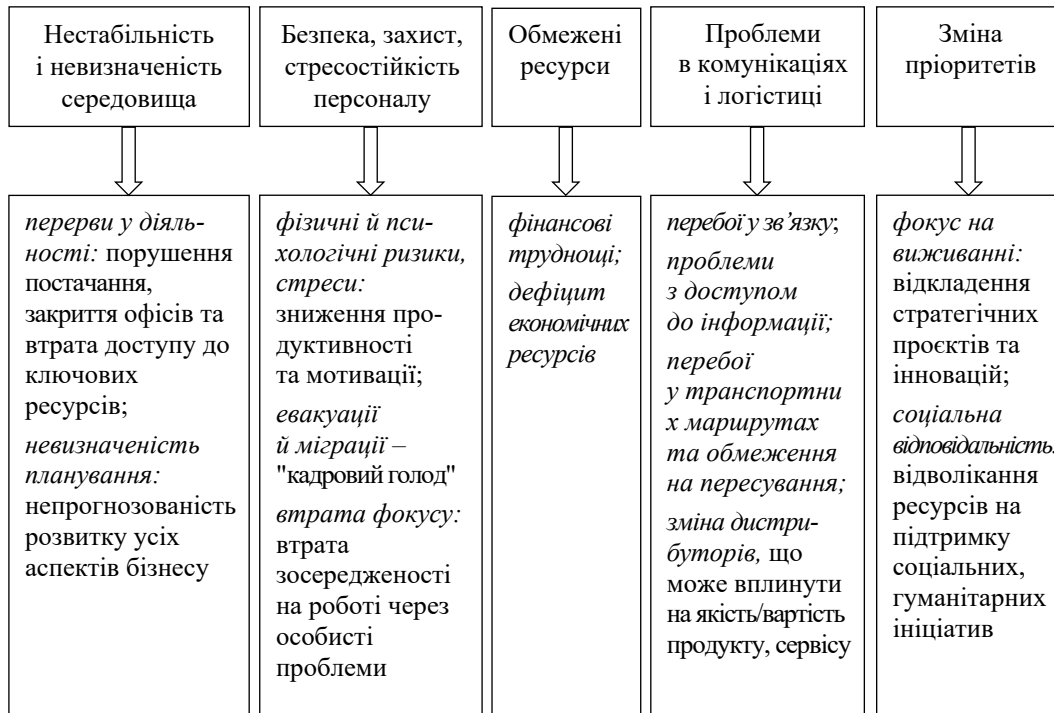 Нестабільність
і невизначеність
середовища
Безпека, захист,
стресостійкість
персоналу
Обмежені
ресурси
Проблеми
в комунікаціях
і логістиці
Зміна
пріоритетів
перерви у діяль-
ності: порушення
постачання,
закриття офісів та
втрата доступу до
ключових
ресурсів;
невизначеність
планування:
непрогнозованість
розвитку усіх
аспектів бізнесу
фізичні й пси-
хологічні ризики,
стреси:
зниження про-
дуктивності
та мотивації;
евакуації
й міграції –
"кадровий голод"
втрата фокусу:
втрата
зосередженості
на роботі через
особисті
проблеми
фінансові
труднощі;
дефіцит
економічних
ресурсів
перебої у зв’язку;
проблеми
з доступом
до інформації;
перебої
у транспортни
х маршрутах
та обмеження
на пересування;
зміна дистри-
буторів, що
може вплинути
на якість/вартість
продукту, сервісу
фокус на
виживанні:
відкладення
стратегічних
проєктів та
інновацій;
соціальна
відповідальність:
відволікання
ресурсів на
підтримку
соціальних,
гуманітарних
ініціатив